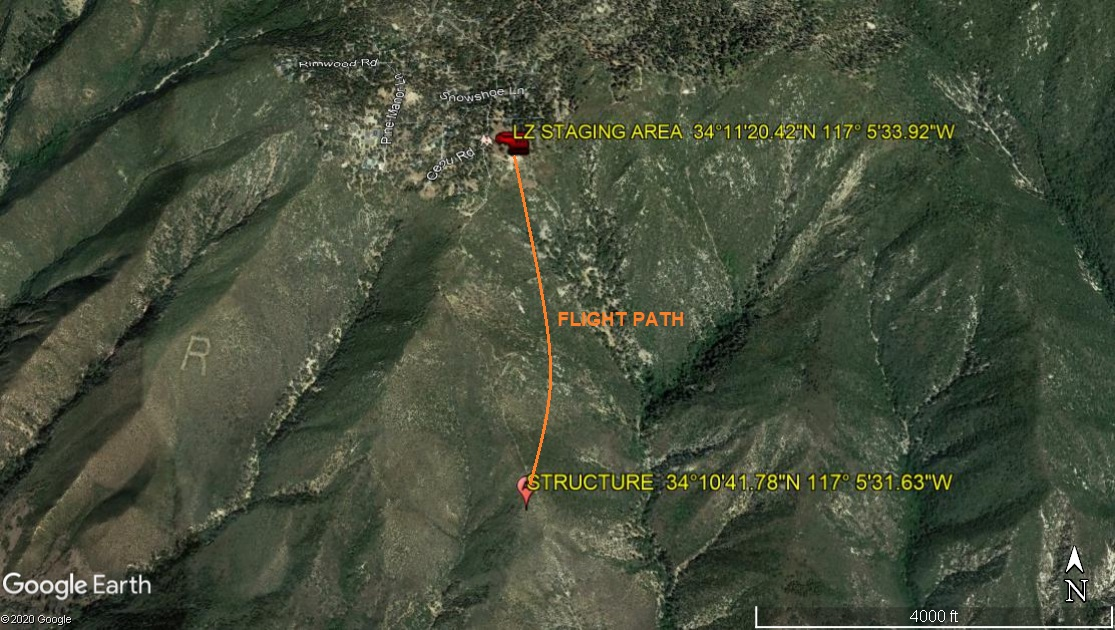 Rimwood Rd
Pine Manor Ln
Snowshoe Ln
LZ STAGING AREA 34°11'20.42"N 117° 5'33.92"W
Cedu Rd
FLIGHT PATH
R
STRUCTURE 34°10'41.78"N 117° 5'31.63"W
Google Earth
©2020 Google
N
4000 ft